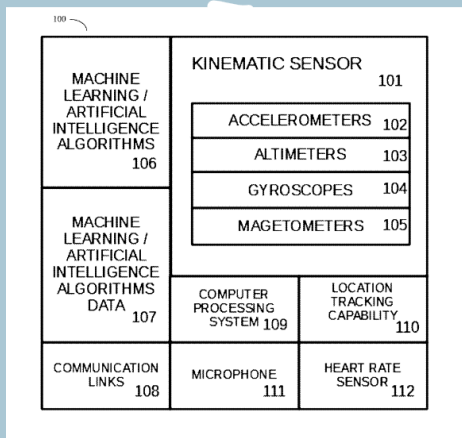 100
MACHINE
LEARNING /
ARTIFICIAL
INTELLIGENCE
ALGORITHMS
106
KINEMATIC SENSOR
101
ACCELEROMETERS 102
ALTIMETERS 103
GYROSCOPES 104
MAGETOMETERS 105
MACHINE
LEARNING /
ARTIFICIAL
INTELLIGENCE
ALGORITHMS
DATA
107
COMPUTER
PROCESSING
SYSTEM 109
LOCATION
TRACKING
CAPABILITY 110
COMMUNICATION
LINKS 108
MICROPHONE
111
HEART RATE
SENSOR 112